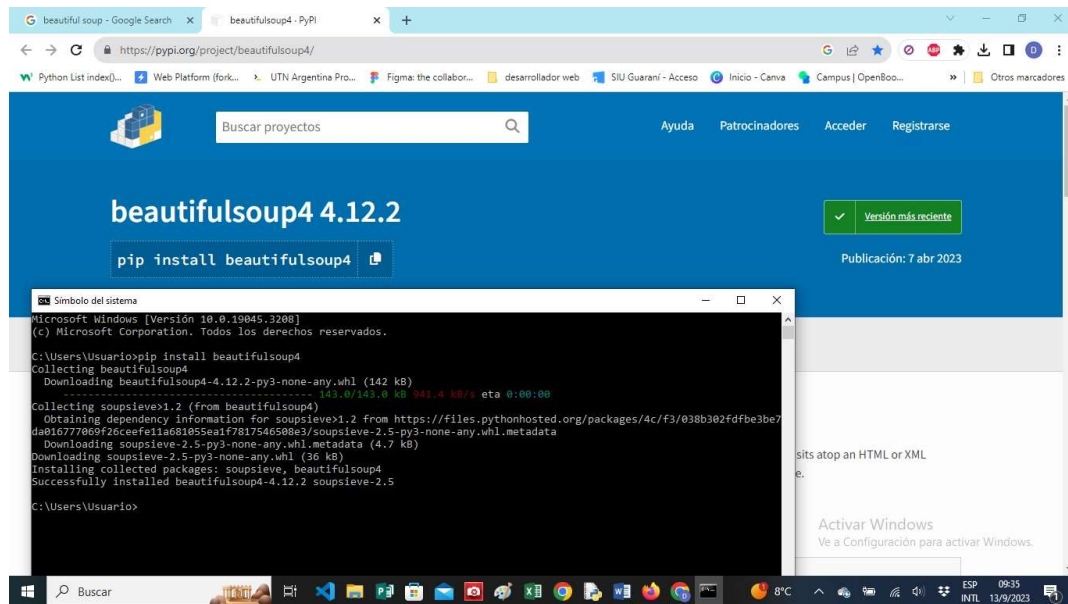 beautiful soup - Google Search
beautifulsoup4 · PyPI
https://pypi.org/project/beautifulsoup4/
Python List index()...
Web Platform (fork...
UTN Argentina Pro...
Figma: the collabor...
desarrollador web
SIU Guaraní - Acceso
Inicio - Canva
Campus | OpenBoo...
Otros marcadores
Buscar proyectos
Ayuda
Patrocinadores
Acceder
Registrarse
beautifulsoup4 4.12.2
Versión más reciente
pip install beautifulsoup4
Publicación: 7 abr 2023
Símbolo del sistema
Microsoft Windows [Versión 10.0.19045.3208]
(c) Microsoft Corporation. Todos los derechos reservados.
C:\Users\Usuario>pip install beautifulsoup4
Collecting beautifulsoup4
Downloading beautifulsoup4-4.12.2-py3-none-any.whl (142 kB)
---------------------------------------- 143.0/143.0 kB 941.4 kB/s eta 0:00:00
Collecting soupsieve>1.2 (from beautifulsoup4)
Obtaining dependency information for soupsieve>1.2 from https://files.pythonhosted.org/packages/4c/f3/038b302fdfbe3be7
da016777069f26ceefe11a681055ea1f7817546508e3/soupsieve-2.5-py3-none-any.whl.metadata
Downloading soupsieve-2.5-py3-none-any.whl.metadata (4.7 kB)
Downloading soupsieve-2.5-py3-none-any.whl (36 kB)
Installing collected packages: soupsieve, beautifulsoup4
Successfully installed beautifulsoup4-4.12.2 soupsieve-2.5
C:\Users\Usuario>
sits atop an HTML or XML
e.
Activar Windows
Ve a Configuración para activar Windows.
Buscar
8°C
ESP
INTL
09:35
13/9/2023